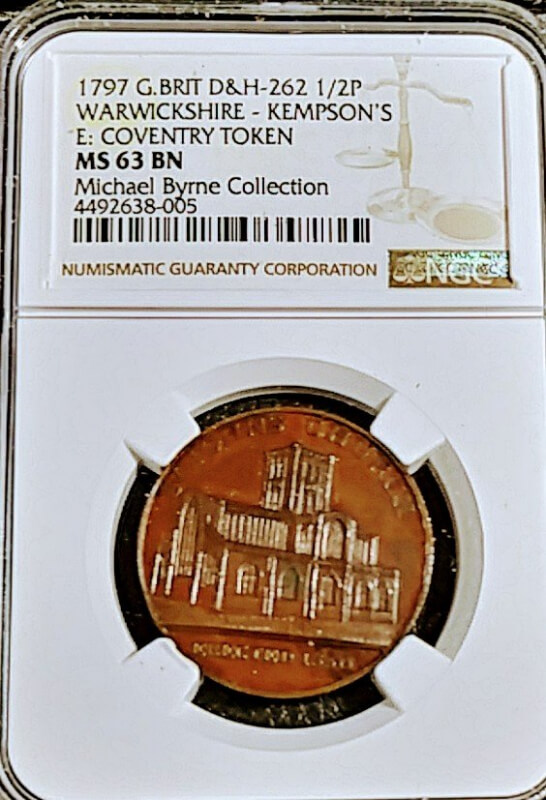 1797 G.BRIT D&H-262 1/2P
WARWICKSHIRE - KEMPSON'S
E: COVENTRY TOKEN
MS 63 BN
Michael Byrne Collection
4492638-005
NUMISMATIC GUARANTY CORPORATION
NGC